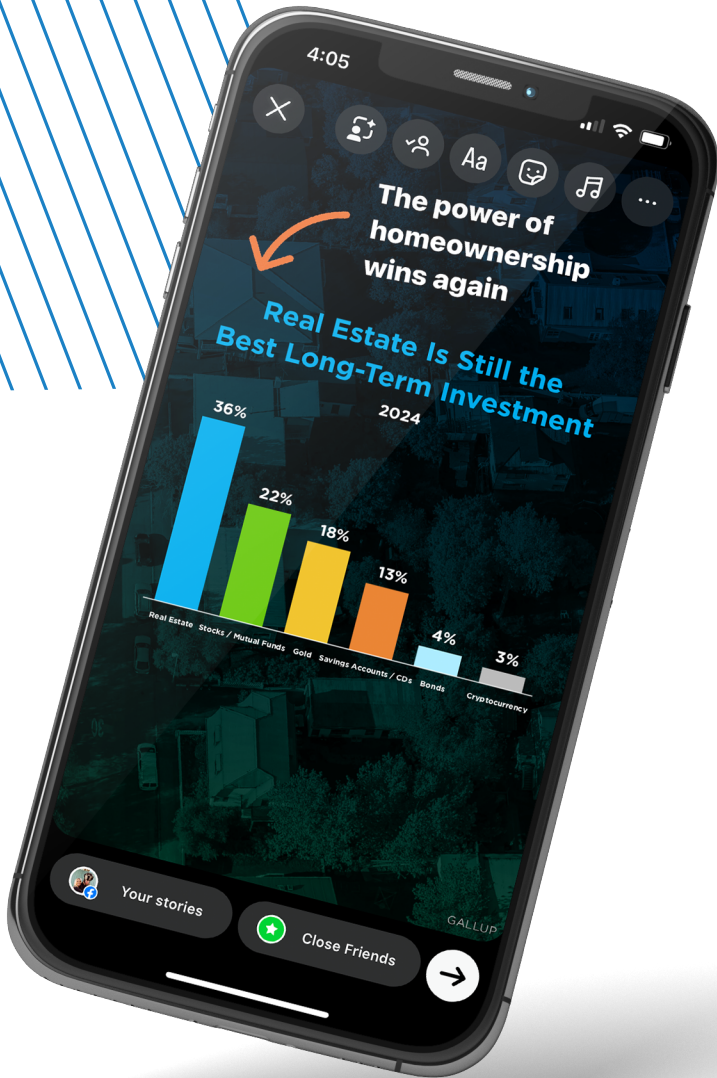 4:05
Aa
The power of
homeownership
wins again
Real Estate Is Still the
Best Long-Term Investment
2024
36%
22%
18%
13%
4%
3%
Real Estate
Stocks / Mutual Funds
Gold
Savings Accounts / CDs
Bonds
Cryptocurrency
GALLUP
Your stories
Close Friends